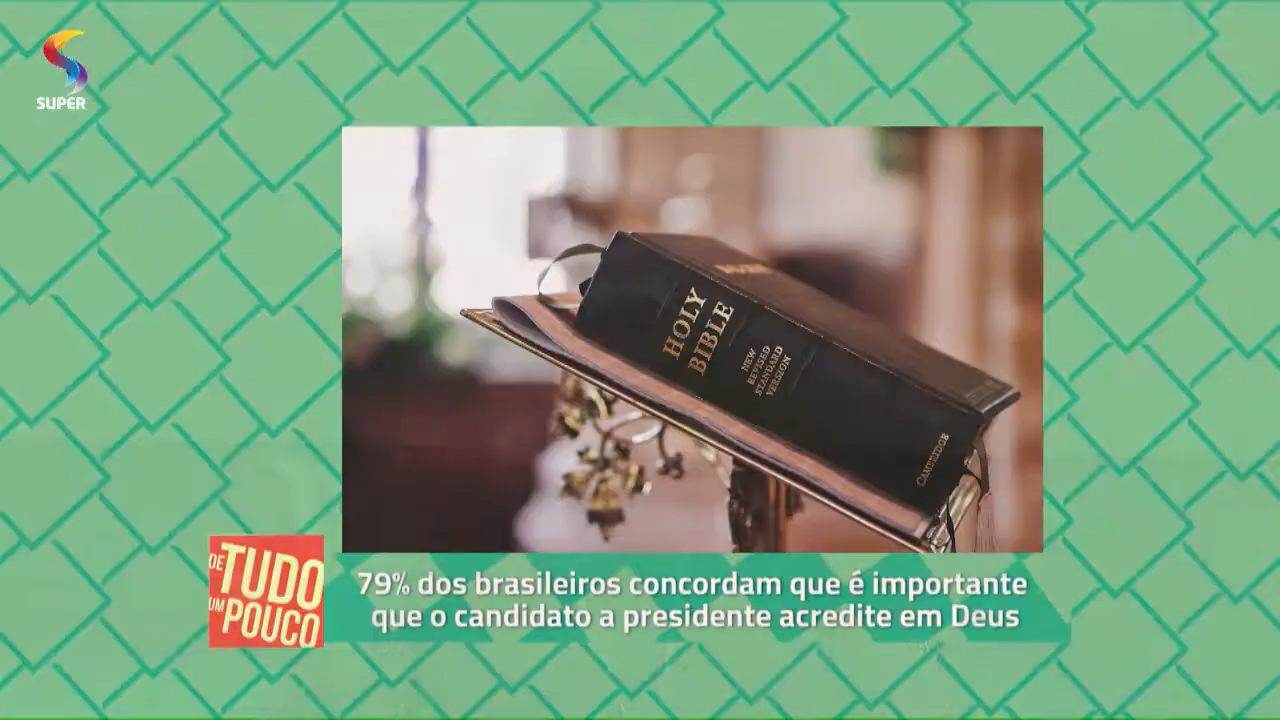 SUPER
HOLY
BIBLE
NEW
REVISED
STANDARD
VERSION
CAMBRIDGE
DE
TUDO
UM
POUCO
79% dos brasileiros concordam que é importante
que o candidato a presidente acredite em Deus